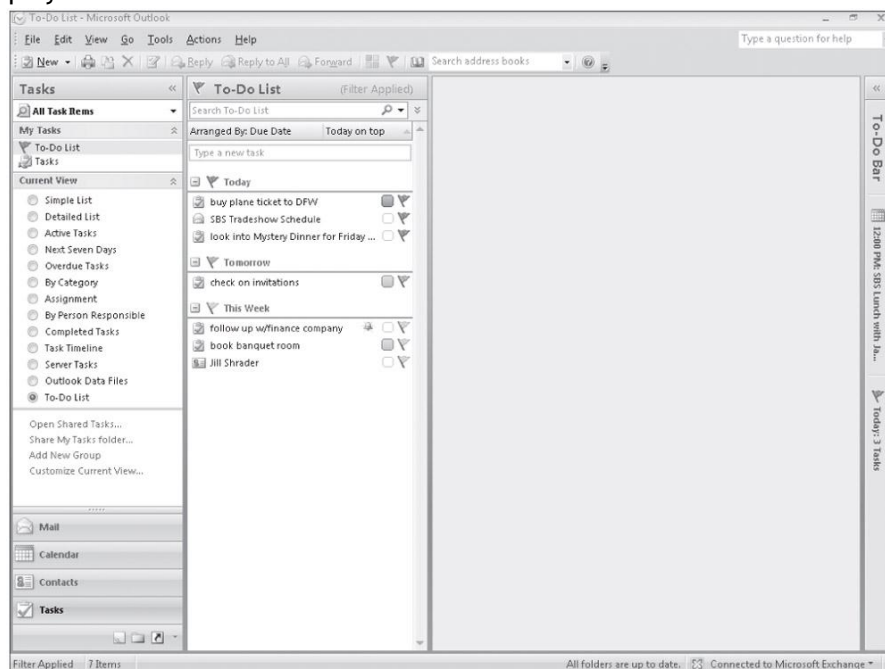 To-Do List - Microsoft Outlook
File Edit View Go Tools Actions Help
Type a question for help
New Reply Reply to All Forward Search address books
Tasks
All Task Items
My Tasks
To-Do List
Tasks
Current View
Simple List
Detailed List
Active Tasks
Next Seven Days
Overdue Tasks
By Category
Assignment
By Person Responsible
Completed Tasks
Task Timeline
Server Tasks
Outlook Data Files
To-Do List
Open Shared Tasks...
Share My Tasks folder...
Add New Group
Customize Current View...
Mail
Calendar
Contacts
Tasks
To-Do List (Filter Applied)
Search To-Do List
Arranged By: Due Date Today on top
Type a new task
Today
buy plane ticket to DFW
SBS Tradeshow Schedule
look into Mystery Dinner for Friday ...
Tomorrow
check on invitations
This Week
follow up w/finance company
book banquet room
Jill Shrader
To-Do Bar
12:00 PM: SBS Lunch with Ja...
Today: 3 Tasks
Filter Applied 7 Items
All folders are up to date. Connected to Microsoft Exchange